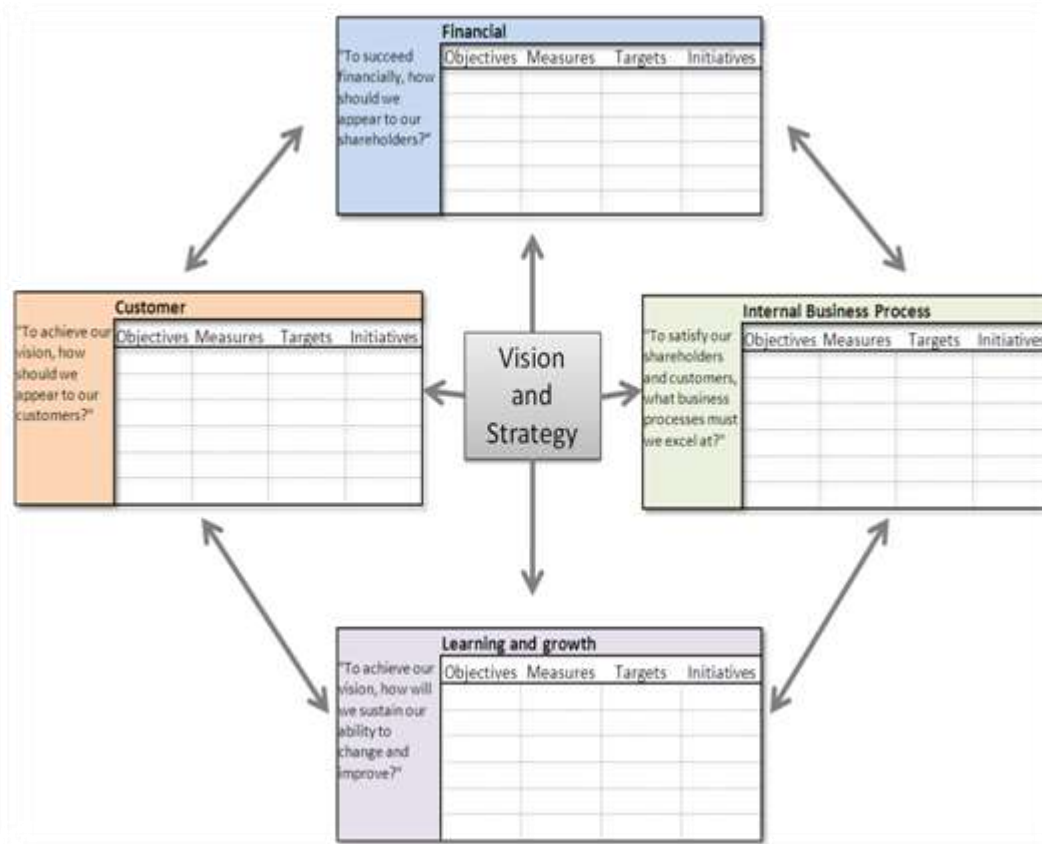 Financial
"To succeed
financially, how
should we
appear to our
shareholders?"
Objectives Measures Targets Initiatives
Customer
"To achieve our
vision, how
should we
appear to our
customers?"
Objectives Measures Targets Initiatives
Vision
and
Strategy
Internal Business Process
"To satisfy our
shareholders
and customers,
what business
processes must
we excel at?"
Objectives Measures Targets Initiatives
Learning and growth
"To achieve our
vision, how will
we sustain our
ability to
change and
improve?"
Objectives Measures Targets Initiatives